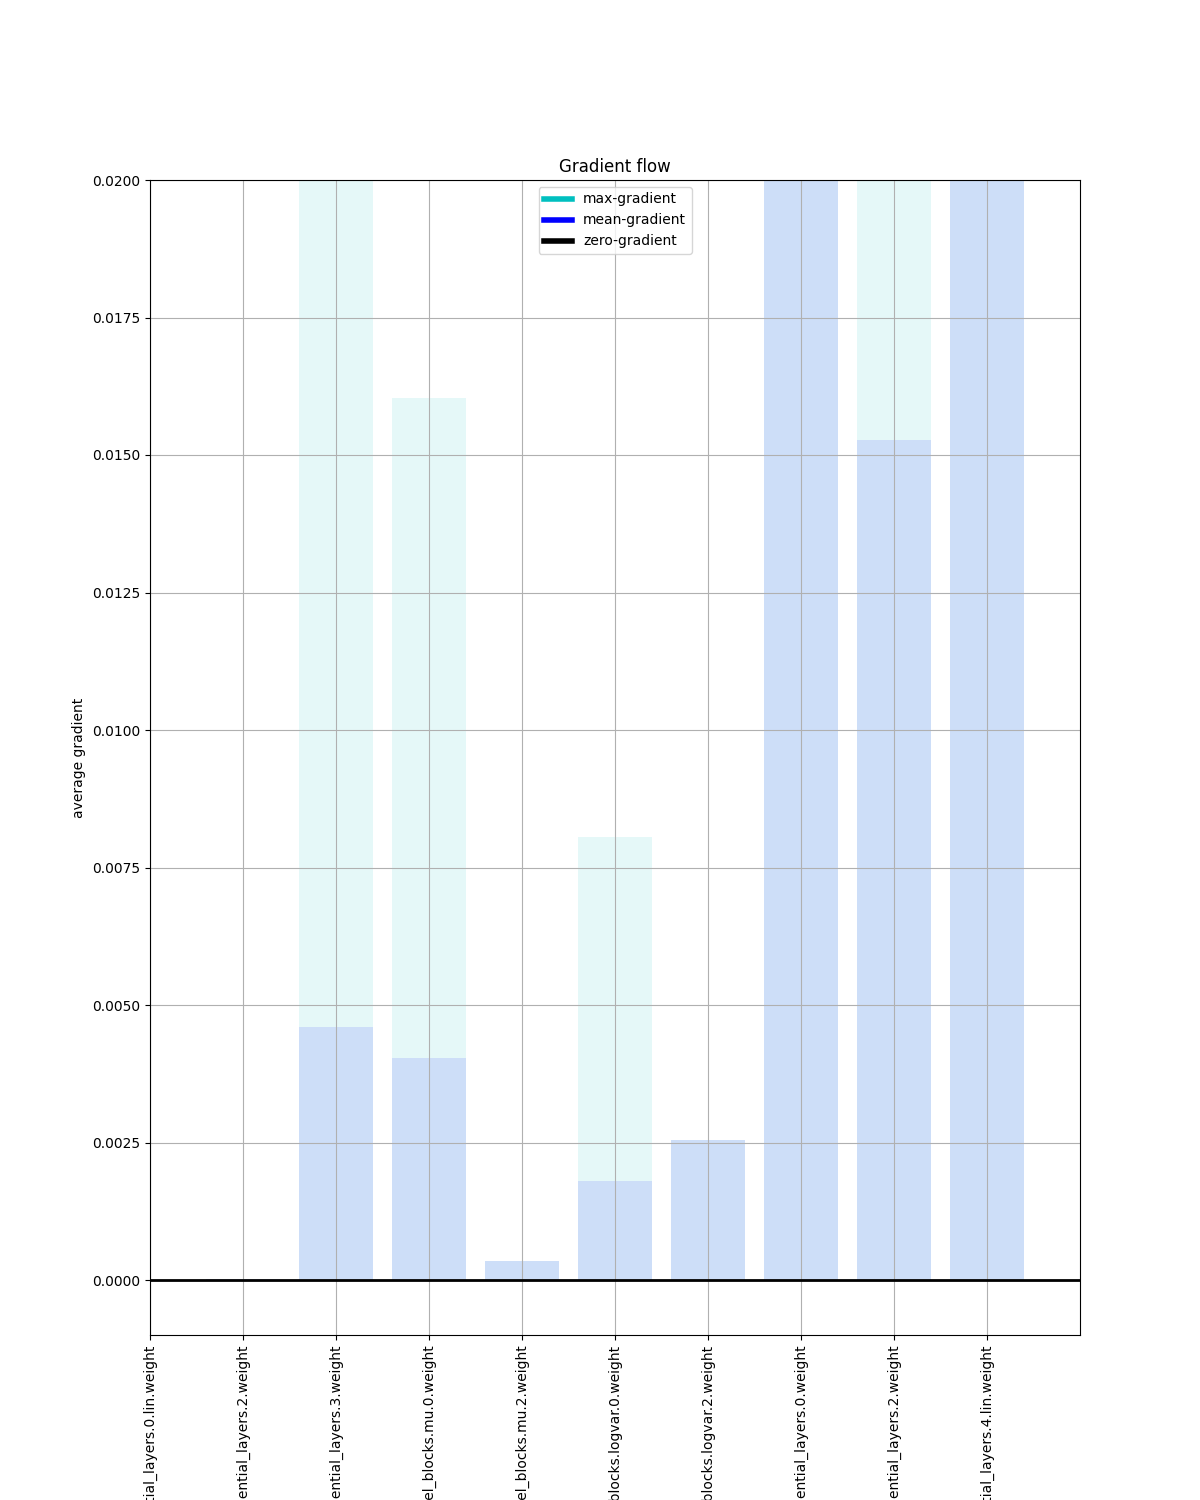 Gradient flow
max-gradient
mean-gradient
zero-gradient
0.0200
0.0175
0.0150
0.0125
0.0100
0.0075
0.0050
0.0025
0.0000
average gradient
tial_layers.0.lin.weight
ential_layers.2.weight
ential_layers.3.weight
el_blocks.mu.0.weight
el_blocks.mu.2.weight
blocks.logvar.0.weight
blocks.logvar.2.weight
ential_layers.0.weight
ential_layers.2.weight
tial_layers.4.lin.weight